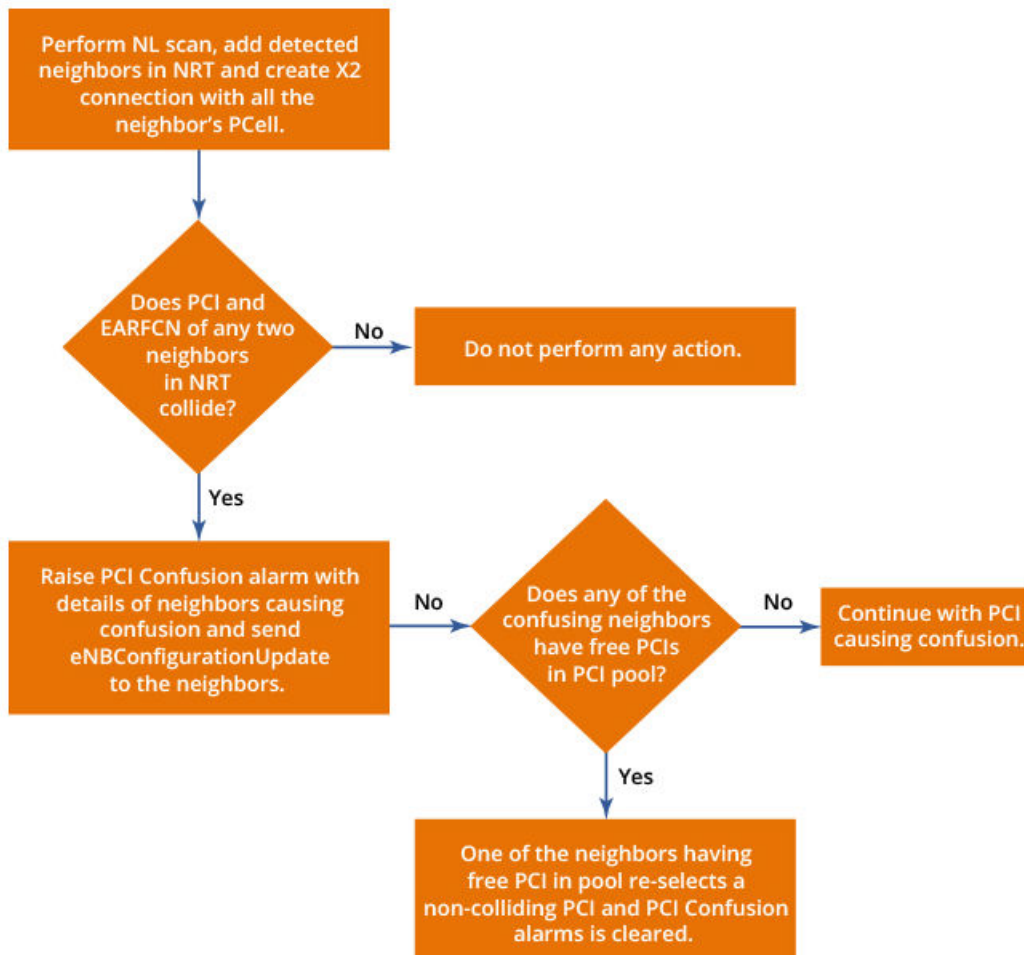 Perform NL scan, add detected
neighbors in NRT and create X2
connection with all the
neighbor's PCell.
Does PCI and
EARFCN of any two
neighbors
in NRT
collide?
No
Do not perform any action.
Yes
Raise PCI Confusion alarm with
details of neighbors causing
confusion and send
eNBConfigurationUpdate
to the neighbors.
No
Does any of the
confusing neighbors
have free PCIs
in PCI pool?
No
Continue with PCI
causing confusion.
Yes
One of the neighbors having
free PCI in pool re-selects a
non-colliding PCI and PCI Confusion
alarms is cleared.